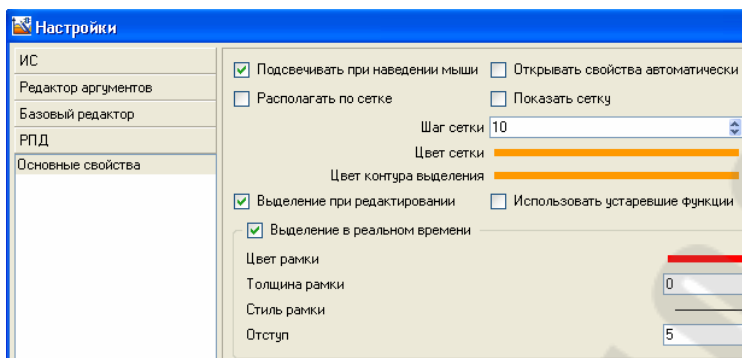 Настройки
ИС
Редактор аргументов
Базовый редактор
РПД
Основные свойства
Подсвечивать при наведении мыши Открывать свойства автоматически
Располагать по сетке Показать сетку
Шаг сетки 10
Цвет сетки
Цвет контура выделения
Выделение при редактировании Использовать устаревшие функции
Выделение в реальном времени
Цвет рамки
Толщина рамки 0
Стиль рамки
Отступ 5